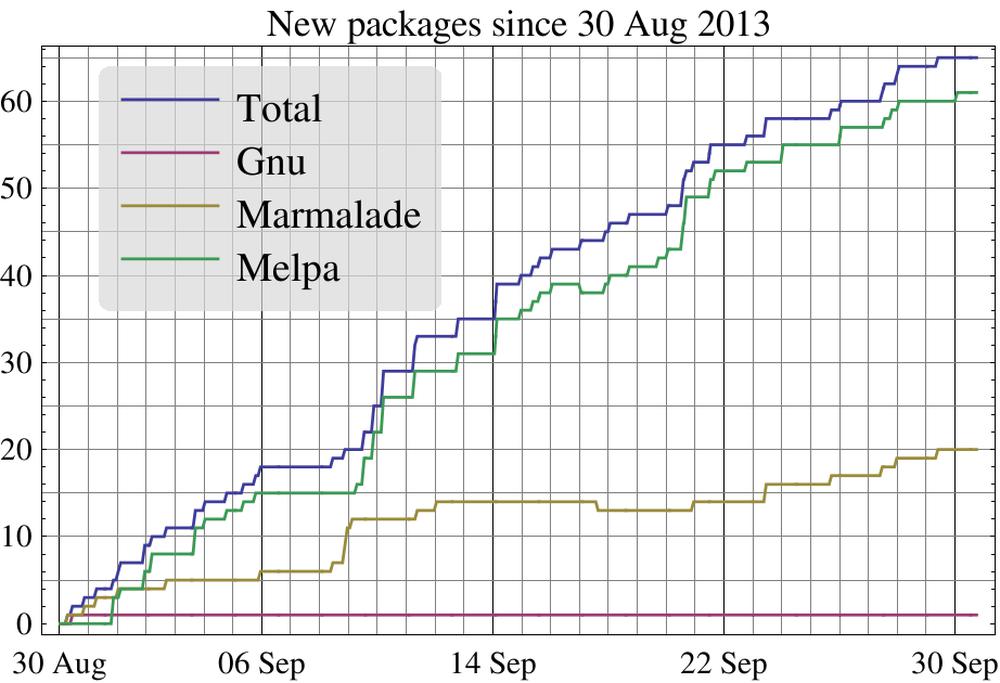 New packages since 30 Aug 2013
Total
Gnu
Marmalade
Melpa
60
50
40
30
20
10
0
30 Aug 06 Sep 14 Sep 22 Sep 30 Sep